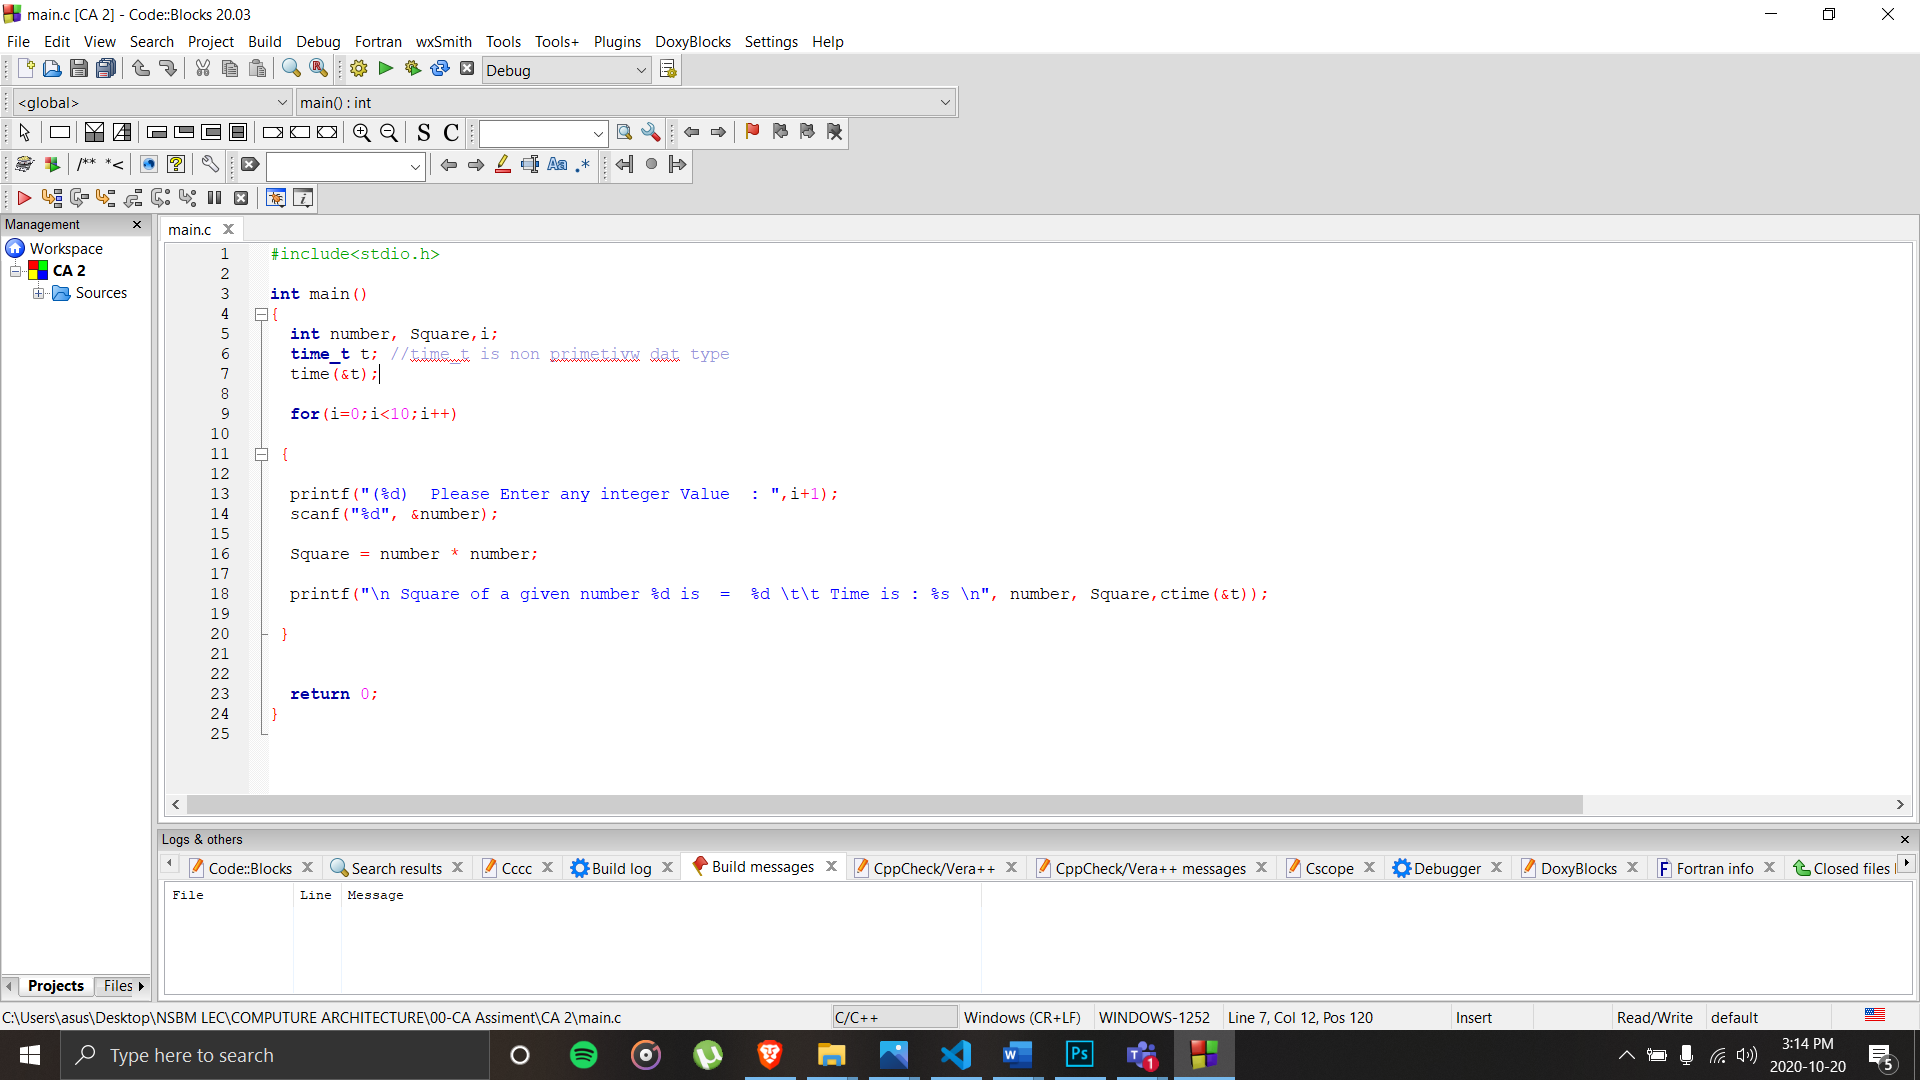 main.c [CA 2] - Code::Blocks 20.03
File Edit View Search Project Build Debug Fortran wxSmith Tools Tools+ Plugins DoxyBlocks Settings Help
Debug
<global> main() : int
S C
/** *<
Aa .*
Management
main.c
Workspace
CA 2
Sources
1 #include<stdio.h>
2
3 int main()
4 {
5 int number, Square,i;
6 time_t t; //time_t is non primetivw dat type
7 time(&t);
8
9 for(i=0;i<10;i++)
10
11 {
12
13 printf("(%d)  Please Enter any integer Value  : ",i+1);
14 scanf("%d", &number);
15
16 Square = number * number;
17
18 printf("\n Square of a given number %d is  =  %d \t\t Time is : %s \n", number, Square,ctime(&t));
19
20 }
21
22
23 return 0;
24 }
25
Logs & others
Code::Blocks Search results Cccc Build log Build messages CppCheck/Vera++ CppCheck/Vera++ messages Cscope Debugger DoxyBlocks Fortran info Closed files
File Line Message
Projects Files
C:\Users\asus\Desktop\NSBM LEC\COMPUTURE ARCHITECTURE\00-CA Assiment\CA 2\main.c C/C++ Windows (CR+LF) WINDOWS-1252 Line 7, Col 12, Pos 120 Insert Read/Write default
Type here to search
W Ps 1
3:14 PM
2020-10-20
5